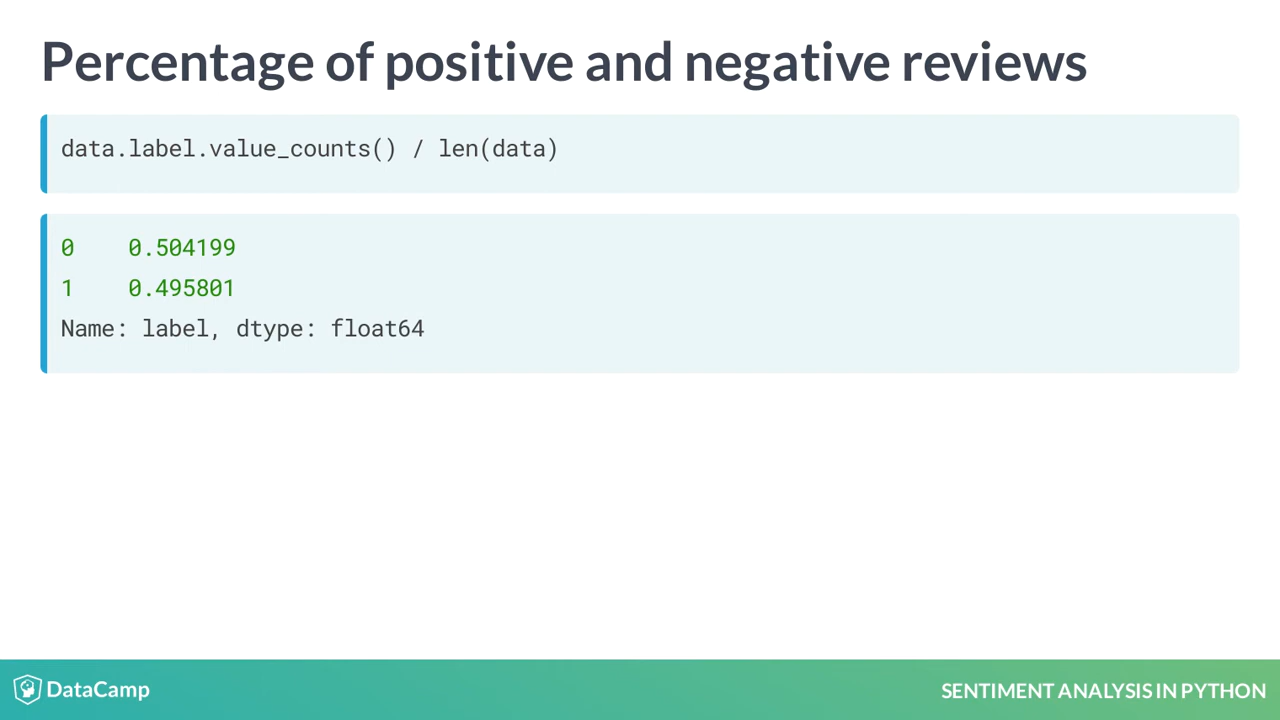 Percentage of positive and negative reviews
data.label.value_counts() / len(data)
0    0.504199
1    0.495801
Name: label, dtype: float64
DataCamp
SENTIMENT ANALYSIS IN PYTHON